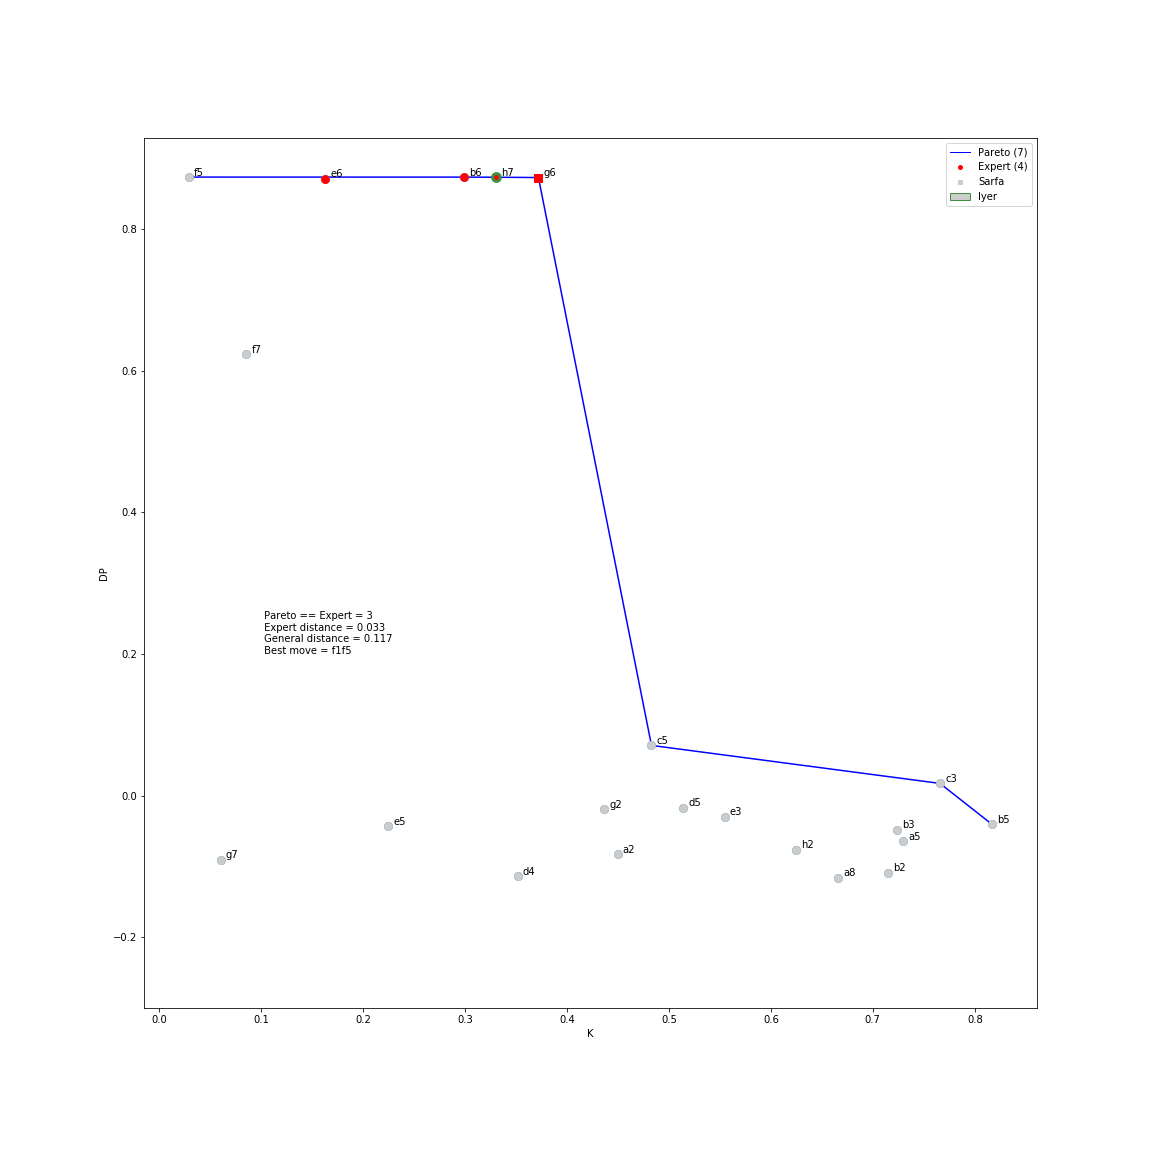 Pareto (7)
Expert (4)
Sarfa
Iyer
f5
e6
b6
h7
g6
0.8
f7
0.6
0.4
DP
Pareto == Expert = 3
Expert distance = 0.033
General distance = 0.117
Best move = f1f5
0.2
c5
c3
0.0
g2
d5
e3
b5
e5
b3
a5
g7
a2
h2
d4
a8
b2
−0.2
0.0 0.1 0.2 0.3 0.4 0.5 0.6 0.7 0.8
K